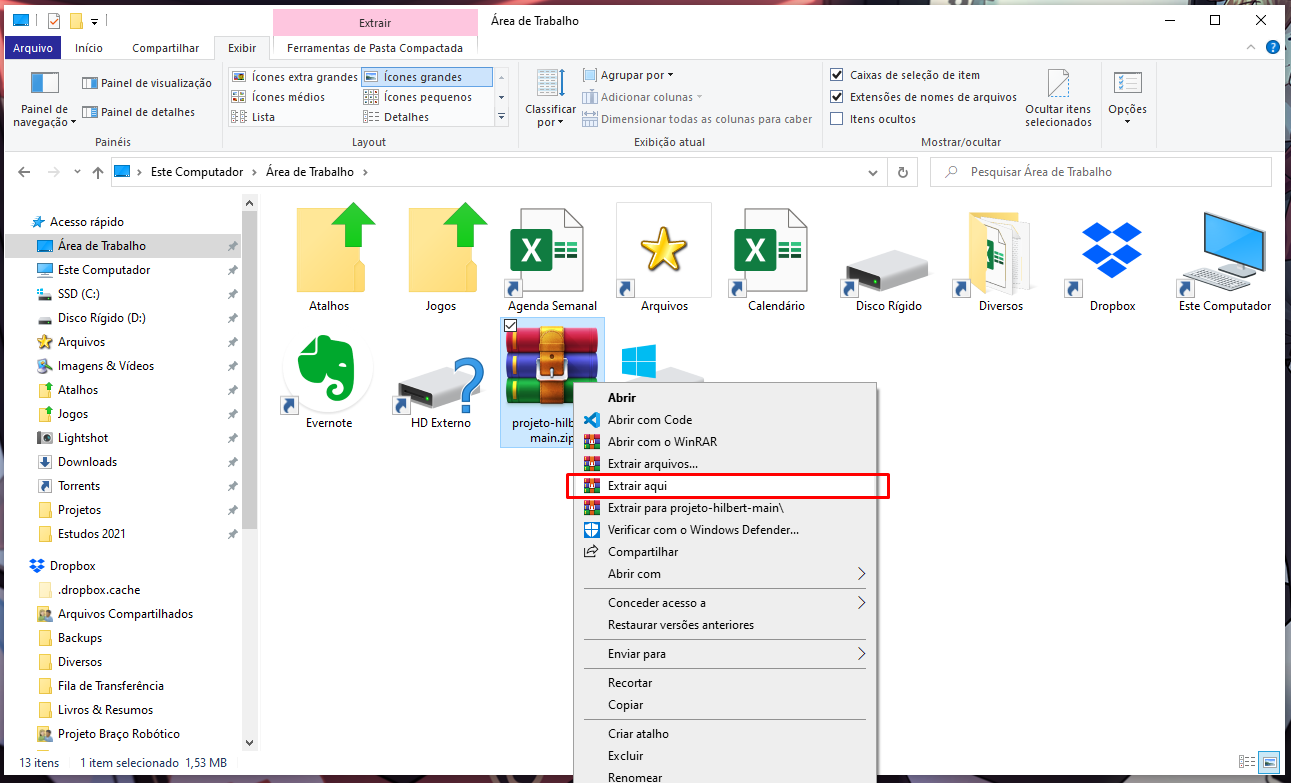 Extrair
Área de Trabalho
Arquivo
Início
Compartilhar
Exibir
Ferramentas de Pasta Compactada
Painel de navegação
Painel de visualização
Painel de detalhes
Painéis
Ícones extra grandes
Ícones grandes
Ícones médios
Ícones pequenos
Lista
Detalhes
Layout
Classificar por
Agrupar por
Adicionar colunas
Dimensionar todas as colunas para caber
Exibição atual
Caixas de seleção de item
Extensões de nomes de arquivos
Itens ocultos
Ocultar itens selecionados
Mostrar/ocultar
Opções
Este Computador > Área de Trabalho >
Pesquisar Área de Trabalho
Acesso rápido
Área de Trabalho
Este Computador
SSD (C:)
Disco Rígido (D:)
Arquivos
Imagens & Vídeos
Atalhos
Jogos
Lightshot
Downloads
Torrents
Projetos
Estudos 2021
Dropbox
.dropbox.cache
Arquivos Compartilhados
Backups
Diversos
Fila de Transferência
Livros & Resumos
Projeto Braço Robótico
Atalhos
Jogos
Agenda Semanal
Arquivos
Calendário
Disco Rígido
Diversos
Dropbox
Este Computador
Evernote
HD Externo
projeto-hilb
main.zip
Abrir
Abrir com Code
Abrir com o WinRAR
Extrair arquivos...
Extrair aqui
Extrair para projeto-hilbert-main\
Verificar com o Windows Defender...
Compartilhar
Abrir com
Conceder acesso a
Restaurar versões anteriores
Enviar para
Recortar
Copiar
Criar atalho
Excluir
Renomear
13 itens
1 item selecionado 1,53 MB